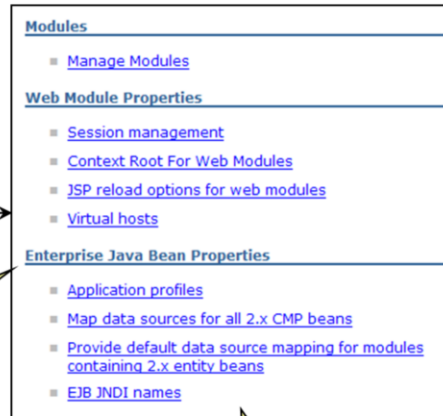 Modules
Manage Modules
Web Module Properties
Session management
Context Root For Web Modules
JSP reload options for web modules
Virtual hosts
Enterprise Java Bean Properties
Application profiles
Map data sources for all 2.x CMP beans
Provide default data source mapping for modules
containing 2.x entity beans
EJB JNDI names